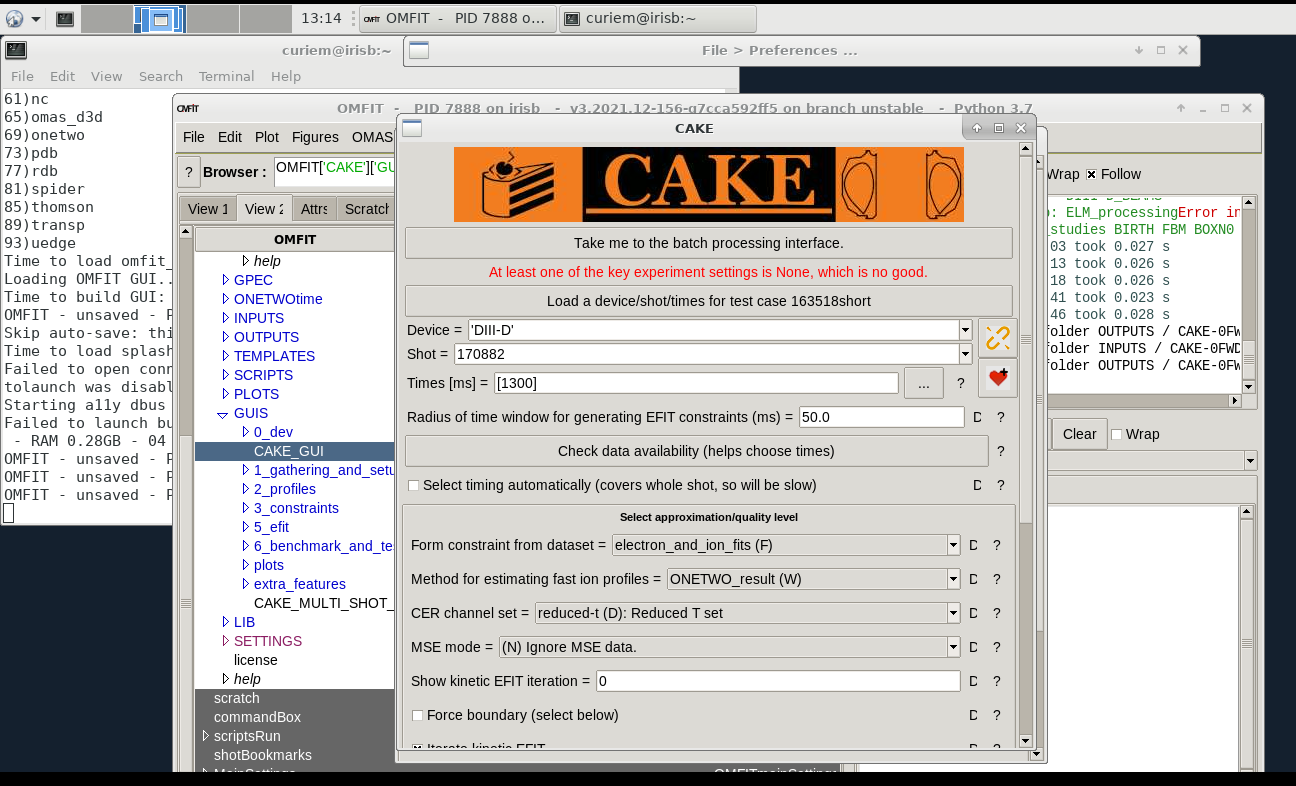 13:14
OMFIT - PID 7888 o...
curiem@irisb:~
curiem@irisb:~
File > Preferences ...
File Edit View Search Terminal Help
61)nc
65)omas_d3d
69)onetwo
73)pdb
77)rdb
81)spider
85)thomson
89)transp
93)uedge
Time to load omfit_
Loading OMFIT GUI..
Time to build GUI:
OMFIT - unsaved - P
Skip auto-save: thi
Time to load splash
Failed to open conn
tolaunch was disabl
Starting a11y dbus
Failed to launch bu
- RAM 0.28GB - 04
OMFIT - unsaved - P
OMFIT - unsaved - P
OMFIT - unsaved - P
OMFIT - PID 7888 on irisb - v3.2021.12-156-g7cca592ff5 on branch unstable - Python 3.7
File Edit Plot Figures OMAS
? Browser : OMFIT['CAKE']['GU
View 1 View 2 Attrs Scratch
OMFIT
help
GPEC
ONETWOtime
INPUTS
OUTPUTS
TEMPLATES
SCRIPTS
PLOTS
GUIS
0_dev
CAKE_GUI
1_gathering_and_setu
2_profiles
3_constraints
5_efit
6_benchmark_and_te
plots
extra_features
CAKE_MULTI_SHOT_
LIB
SETTINGS
license
help
scratch
commandBox
scriptsRun
shotBookmarks
MainSettings
OMFITmainSettings
CAKE
CAKE
Take me to the batch processing interface.
At least one of the key experiment settings is None, which is no good.
Load a device/shot/times for test case 163518short
Device = 'DIII-D'
Shot = 170882
Times [ms] = [1300] ... ?
Radius of time window for generating EFIT constraints (ms) = 50.0 D ?
Check data availability (helps choose times) ?
Select timing automatically (covers whole shot, so will be slow) D ?
Select approximation/quality level
Form constraint from dataset = electron_and_ion_fits (F) D ?
Method for estimating fast ion profiles = ONETWO_result (W) D ?
CER channel set = reduced-t (D): Reduced T set D ?
MSE mode = (N) Ignore MSE data. D ?
Show kinetic EFIT iteration = 0 D ?
Force boundary (select below) D ?
Iterate kinetic EFIT D ?
Wrap Follow
DIII-D_BEAMS
o: ELM_processingError in
_studies BIRTH FBM BOXN0
03 took 0.027 s
13 took 0.026 s
18 took 0.026 s
41 took 0.023 s
46 took 0.028 s
folder OUTPUTS / CAKE-0FW
folder INPUTS / CAKE-0FWD
folder OUTPUTS / CAKE-0FW
Clear Wrap